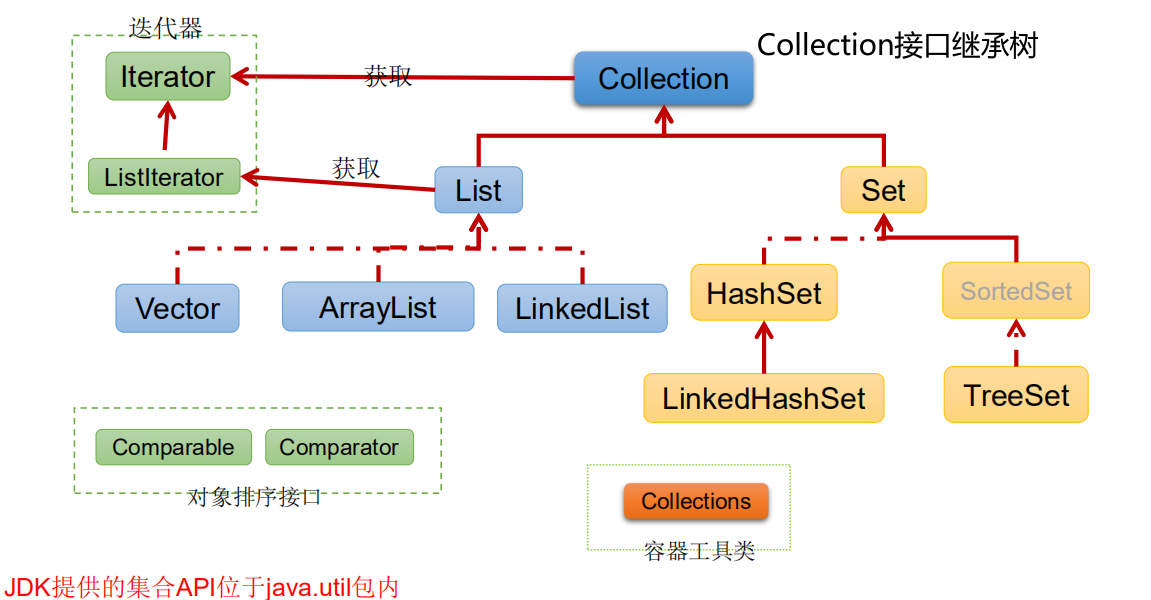 迭代器
Collection接口继承树
Iterator
获取
Collection
ListIterator
获取
List
Set
Vector
ArrayList
LinkedList
HashSet
SortedSet
LinkedHashSet
TreeSet
Comparable
Comparator
对象排序接口
Collections
容器工具类
JDK提供的集合API位于java.util包内